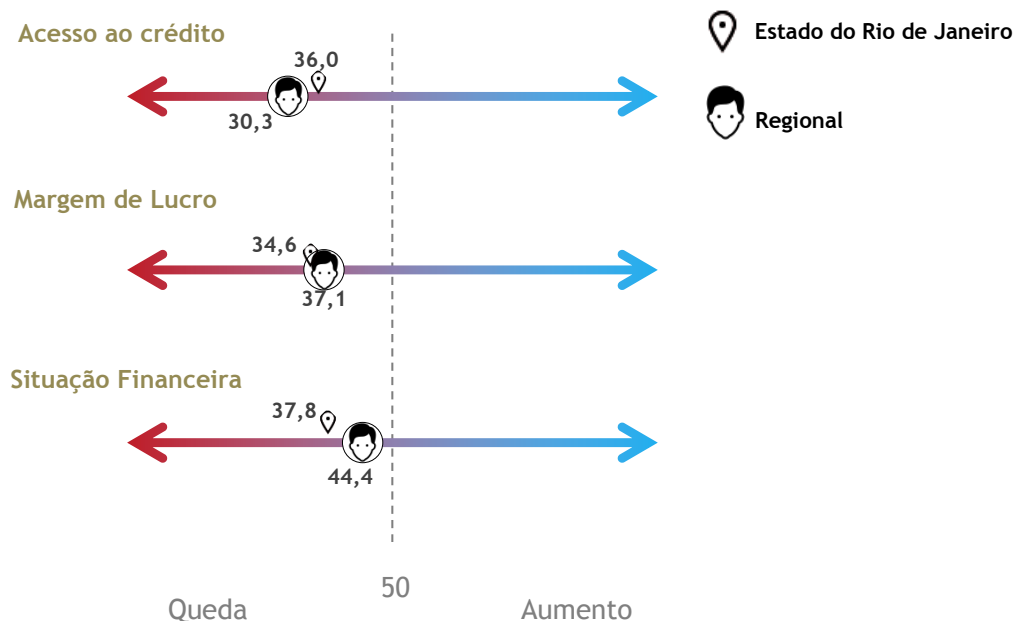 Acesso ao crédito
36,0
30,3
Estado do Rio de Janeiro
Regional
Margem de Lucro
34,6
37,1
Situação Financeira
37,8
44,4
50
Queda
Aumento